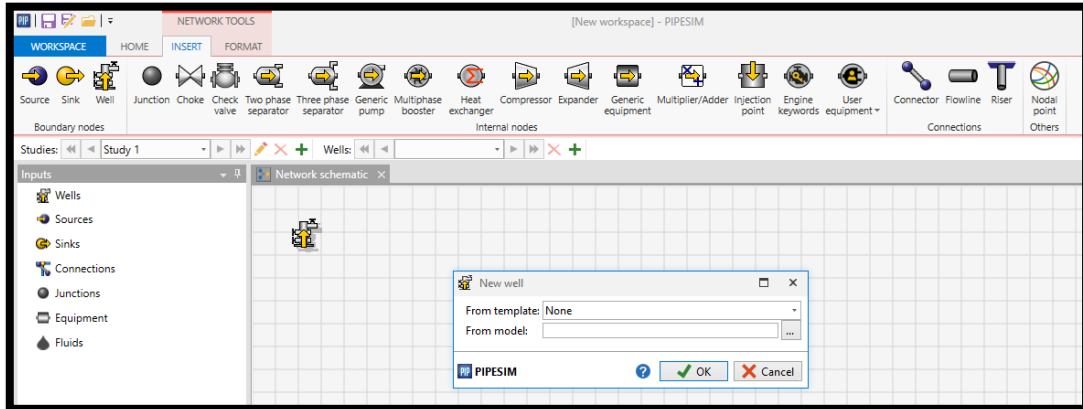 PIP NETWORK TOOLS [New workspace] - PIPESIM
WORKSPACE HOME INSERT FORMAT
Source Sink Well Junction Choke Check valve Two phase separator Three phase separator Generic pump Multiphase booster Heat exchanger Compressor Expander Generic equipment Multiplier/Adder Injection point Engine keywords User equipment Connector Flowline Riser Nodal point
Boundary nodes Internal nodes Connections Others
Studies: Study 1 Wells:
Inputs Network schematic
Wells
Sources
Sinks
Connections
Junctions
Equipment
Fluids
New well
From template: None
From model: ...
PIP PIPESIM ? OK Cancel